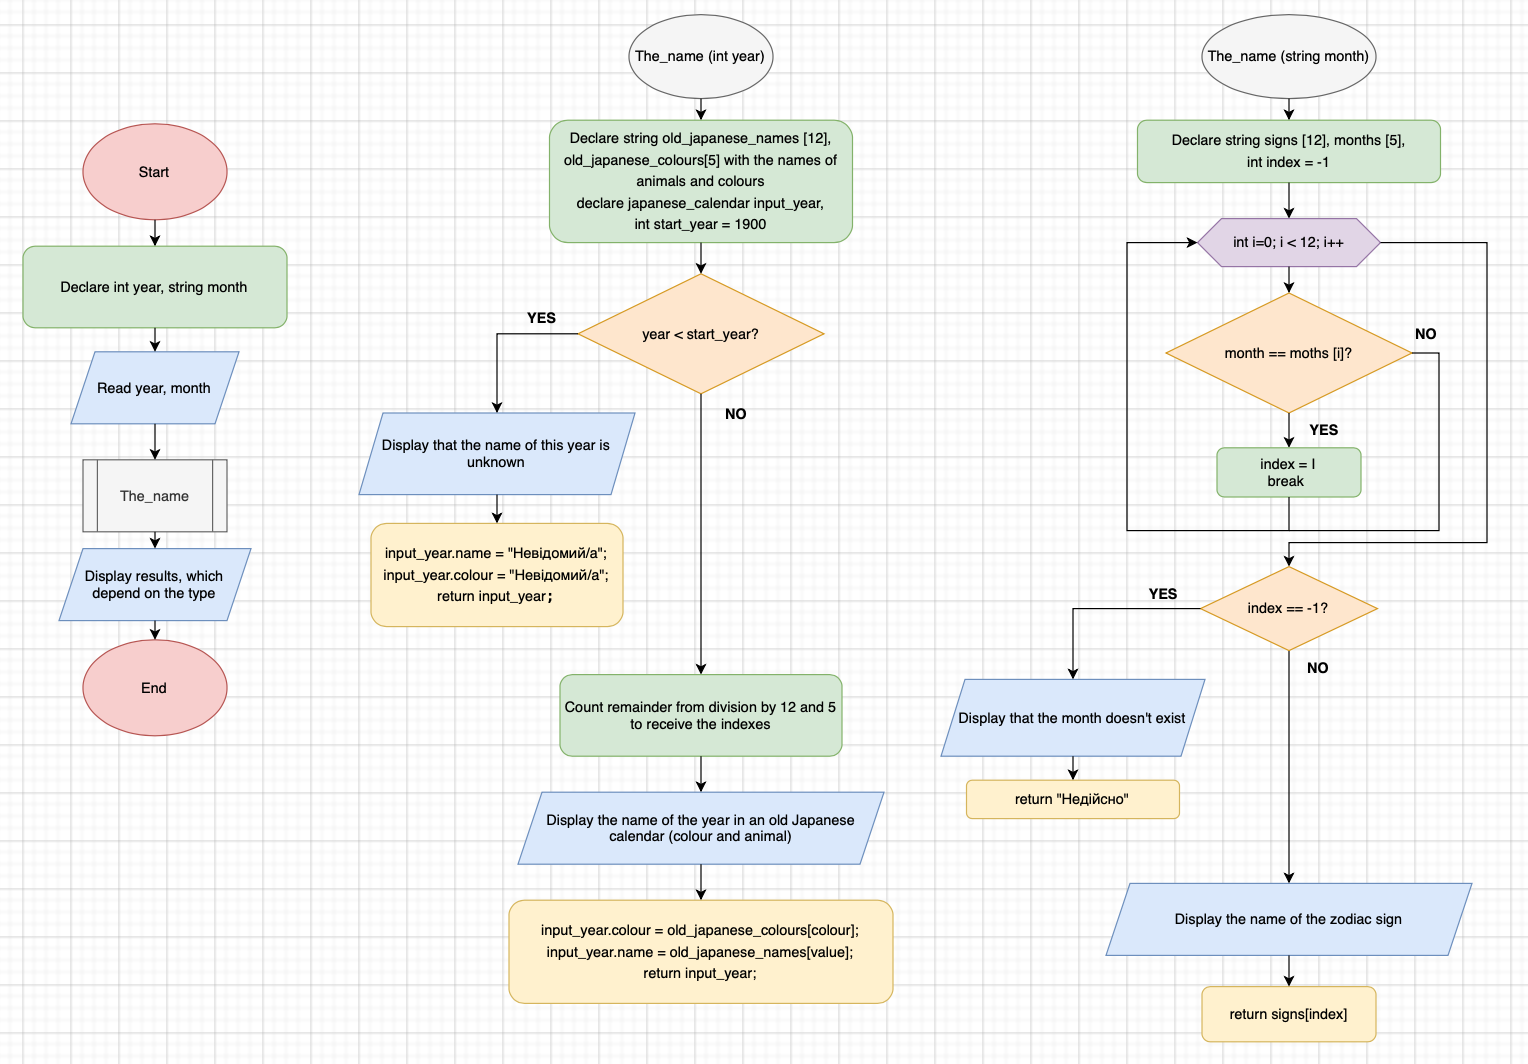 Start
Declare int year, string month
Read year, month
The_name
Display results, which
depend on the type
End
The_name (int year)
Declare string old_japanese_names [12],
old_japanese_colours[5] with the names of
animals and colours
declare japanese_calendar input_year,
int start_year = 1900
year < start_year?
YES
NO
Display that the name of this year is
unknown
input_year.name = "Невідомий/а";
input_year.colour = "Невідомий/а";
return input_year;
Count remainder from division by 12 and 5
to receive the indexes
Display the name of the year in an old Japanese
calendar (colour and animal)
input_year.colour = old_japanese_colours[colour];
input_year.name = old_japanese_names[value];
return input_year;
The_name (string month)
Declare string signs [12], months [5],
int index = -1
int i=0; i < 12; i++
month == moths [i]?
NO
YES
index = I
break
index == -1?
YES
NO
Display that the month doesn't exist
return "Недійсно"
Display the name of the zodiac sign
return signs[index]